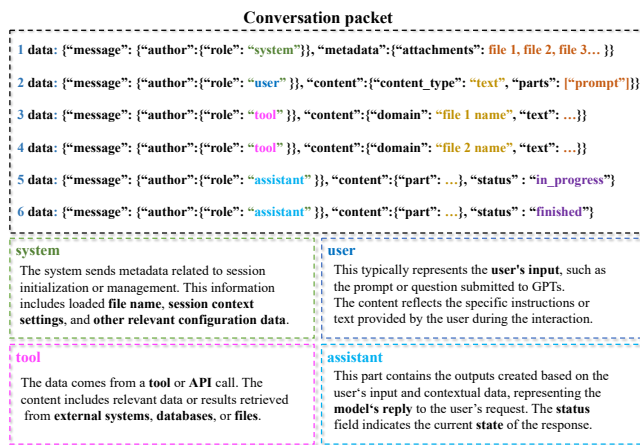 Conversation packet
1 data: {“message”: {“author”:{“role”: “system”}}, “metadata”:{“attachments”: file 1, file 2, file 3… }}
2 data: {“message”: {“author”:{“role”: “user” }}, “content”:{“content_type”: “text”, “parts”: [“prompt”]}}
3 data: {“message”: {“author”:{“role”: “tool” }}, “content”:{“domain”: “file 1 name”, “text”: …}}
4 data: {“message”: {“author”:{“role”: “tool” }}, “content”:{“domain”: “file 2 name”, “text”: …}}
5 data: {“message”: {“author”:{“role”: “assistant” }}, “content”:{“part”: …}, “status” : “in_progress”}
6 data: {“message”: {“author”:{“role”: “assistant” }}, “content”:{“part”: …}, “status” : “finished”}
system
The system sends metadata related to session
initialization or management. This information
includes loaded file name, session context
settings, and other relevant configuration data.
user
This typically represents the user's input, such as
the prompt or question submitted to GPTs.
The content reflects the specific instructions or
text provided by the user during the interaction.
tool
The data comes from a tool or API call. The
content includes relevant data or results retrieved
from external systems, databases, or files.
assistant
This part contains the outputs created based on the
user's input and contextual data, representing the
model‘s reply to the user's request. The status
field indicates the current state of the response.